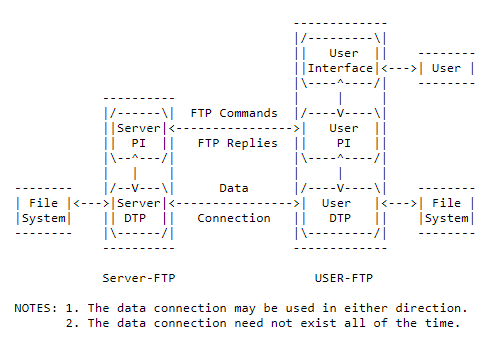 -------------
                                      |/---------\|
                                      ||   User  ||    --------
                                      ||Interface|<--->| User |
                                      |\----^----/|    --------
            ----------                |     |     |
            |/------\|  FTP Commands  |/----V----\|
            ||Server|<---------------->|   User  ||
            ||  PI  ||   FTP Replies  ||    PI   ||
            |\--^---/|                |\----^----/|
            |   |    |                |     |     |
--------    |/--V---\|      Data      |/----V----\|    --------
| File |<--->|Server|<---------------->|  User   |<--->| File |
|System|    || DTP  ||   Connection   ||   DTP   ||    |System|
--------    |\------/|                |\---------/|    --------
            ----------                -------------

            Server-FTP                   USER-FTP

NOTES: 1. The data connection may be used in either direction.
       2. The data connection need not exist all of the time.